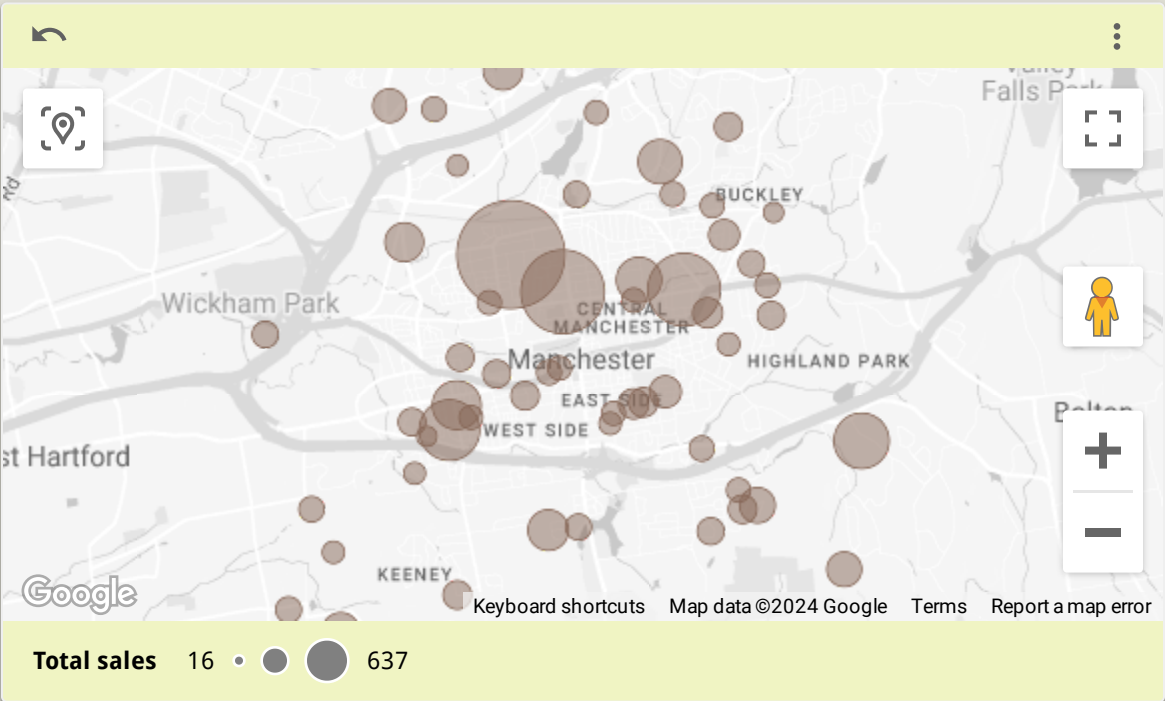 Falls Park
Rd
BUCKLEY
Wickham Park
CENTRAL
MANCHESTER
Manchester
HIGHLAND PARK
EAST SIDE
WEST SIDE
st Hartford
KEENEY
Google
Keyboard shortcuts Map data ©2024 Google Terms Report a map error
Total sales 16 637